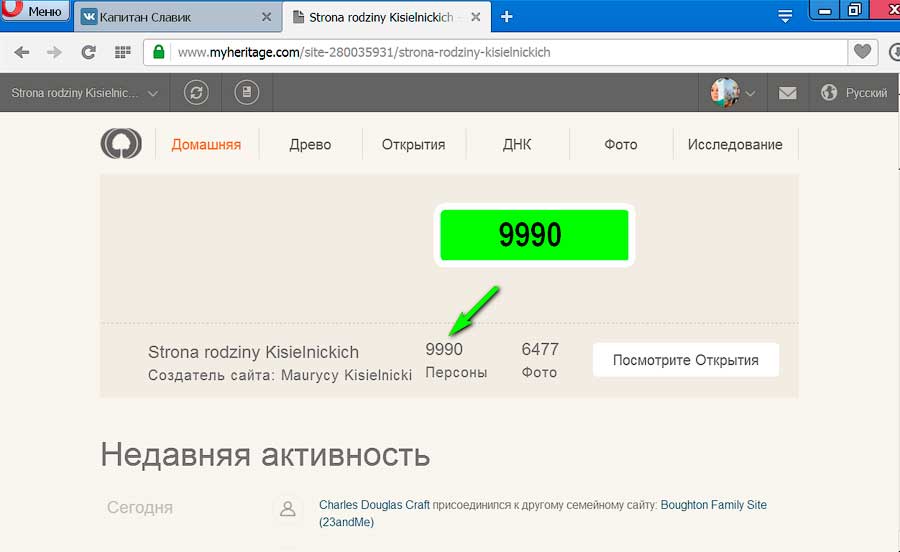 Меню
Капитан Славик
Strona rodziny Kisielnickich -
www.myheritage.com/site-280035931/strona-rodziny-kisielnickich
Strona rodziny Kisielnic...
Русский
Домашняя Древо Открытия ДНК Фото Исследование
9990
Strona rodziny Kisielnickich
Создатель сайта: Maurycy Kisielnicki
9990
Персоны
6477
Фото
Посмотрите Открытия
Недавняя активность
Сегодня
Charles Douglas Craft присоединился к другому семейному сайту: Boughton Family Site
(23andMe)